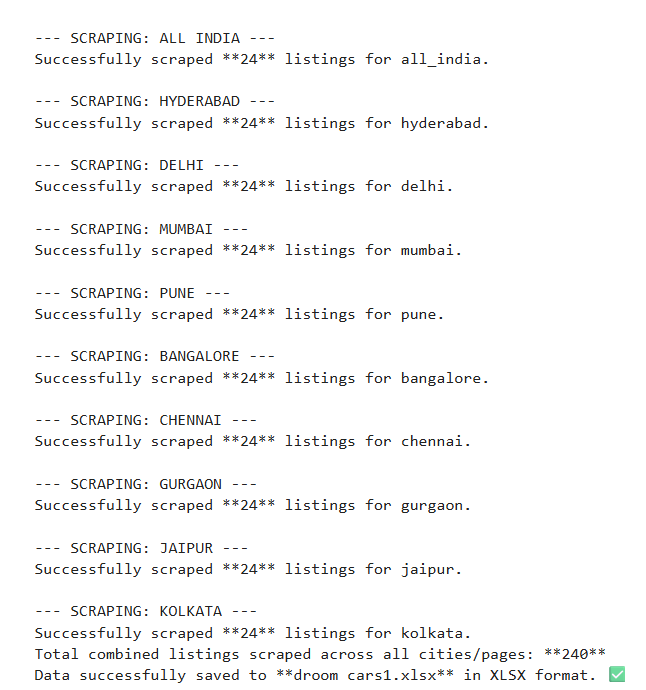 --- SCRAPING: ALL INDIA ---
Successfully scraped **24** listings for all_india.
--- SCRAPING: HYDERABAD ---
Successfully scraped **24** listings for hyderabad.
--- SCRAPING: DELHI ---
Successfully scraped **24** listings for delhi.
--- SCRAPING: MUMBAI ---
Successfully scraped **24** listings for mumbai.
--- SCRAPING: PUNE ---
Successfully scraped **24** listings for pune.
--- SCRAPING: BANGALORE ---
Successfully scraped **24** listings for bangalore.
--- SCRAPING: CHENNAI ---
Successfully scraped **24** listings for chennai.
--- SCRAPING: GURGAON ---
Successfully scraped **24** listings for gurgaon.
--- SCRAPING: JAIPUR ---
Successfully scraped **24** listings for jaipur.
--- SCRAPING: KOLKATA ---
Successfully scraped **24** listings for kolkata.
Total combined listings scraped across all cities/pages: **240**
Data successfully saved to **droom cars1.xlsx** in XLSX format. ✅